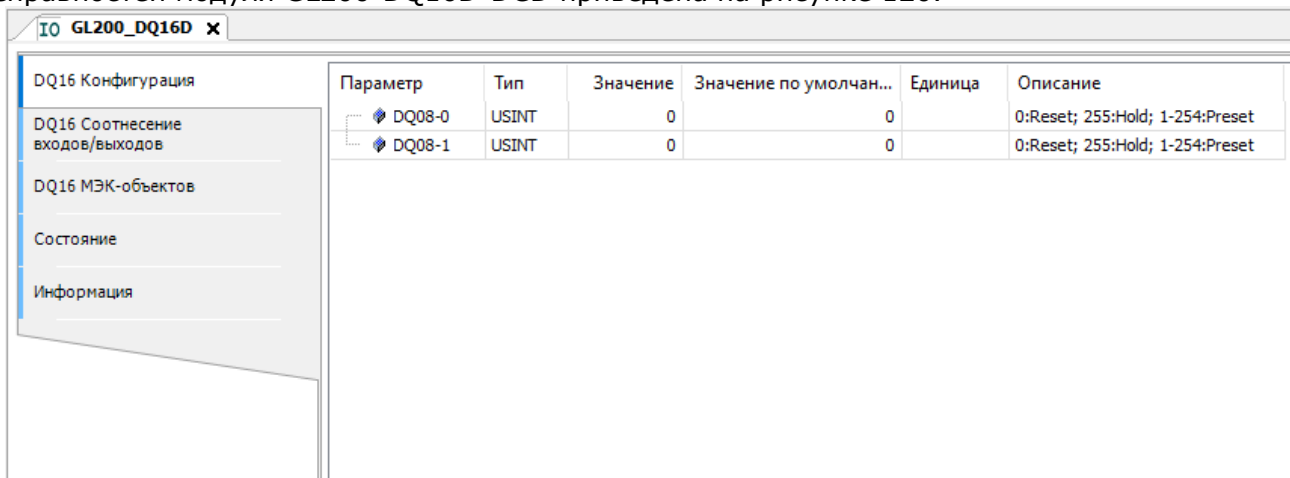 GL200_DQ16D
DQ16 Конфигурация
DQ16 Соотнесение
входов/выходов
DQ16 МЭК-объектов
Состояние
Информация
Параметр Тип Значение Значение по умолчан... Единица Описание
DQ08-0 USINT 0 0 0:Reset; 255:Hold; 1-254:Preset
DQ08-1 USINT 0 0 0:Reset; 255:Hold; 1-254:Preset